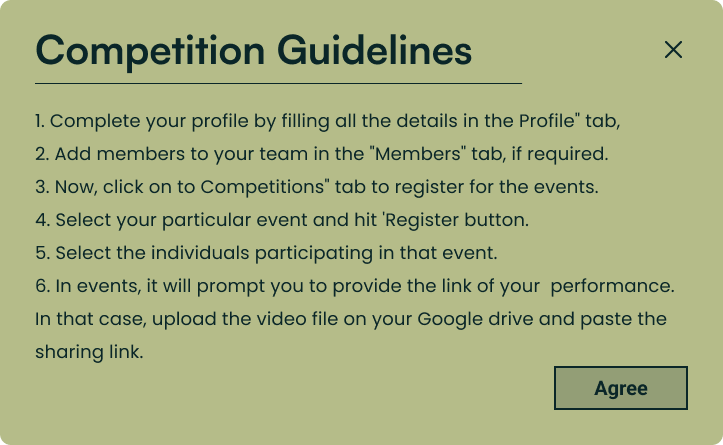 Competition Guidelines
1. Complete your profile by filling all the details in the Profile" tab,
2. Add members to your team in the "Members" tab, if required.
3. Now, click on to Competitions" tab to register for the events.
4. Select your particular event and hit 'Register button.
5. Select the individuals participating in that event.
6. In events, it will prompt you to provide the link of your  performance.
In that case, upload the video file on your Google drive and paste the
sharing link.
Agree